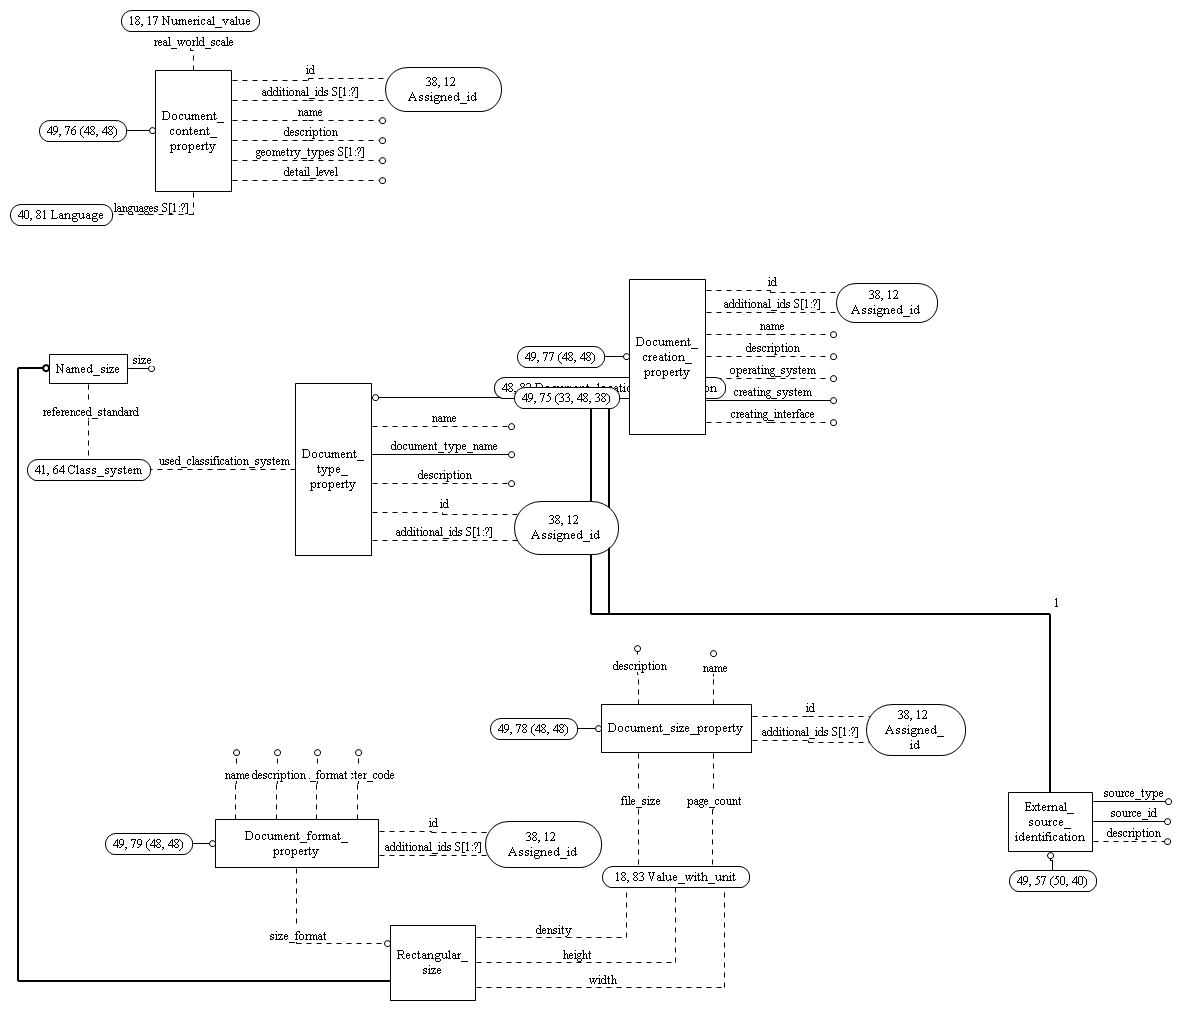 18, 17 Numerical_value
real_world_scale
id
38, 12
Assigned_id
additional_ids S[1:?]
Document_
content_
property
name
49, 76 (48, 48)
description
geometry_types S[1:?]
detail_level
languages S[1:?]
40, 81 Language
id
38, 12
Assigned_id
additional_ids S[1:?]
name
Document_
creation_
property
49, 77 (48, 48)
description
operating_system
creating_system
creating_interface
size
Named_size
referenced_standard
on
49, 75 (33, 48, 38)
name
document_type_name
Document_
type_
property
used_classification_system
41, 64 Class_system
description
id
38, 12
Assigned_id
additional_ids S[1:?]
1
description
name
id
38, 12
Assigned_
id
49, 78 (48, 48)
Document_size_property
additional_ids S[1:?]
name
description
_format
:ter_code
file_size
page_count
source_type
External_
source_
identification
source_id
description
49, 79 (48, 48)
Document_format_
property
id
38, 12
Assigned_id
additional_ids S[1:?]
18, 83 Value_with_unit
49, 57 (50, 40)
size_format
density
Rectangular_
size
height
width